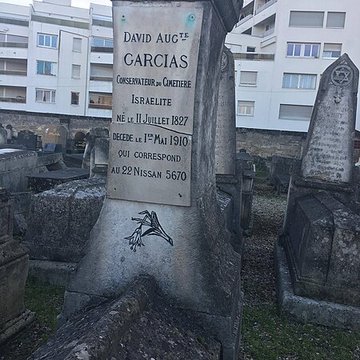 DAVID AUGTE
GARCIAS
CONSERVATEUR DU CIMETIERE
ISRAELITE
NÉ LE 11 JUILLET 1827
DÉCÉDÉ LE 1ER MAI 1910
QUI CORRESPOND
AU 22 NISSAN 5670